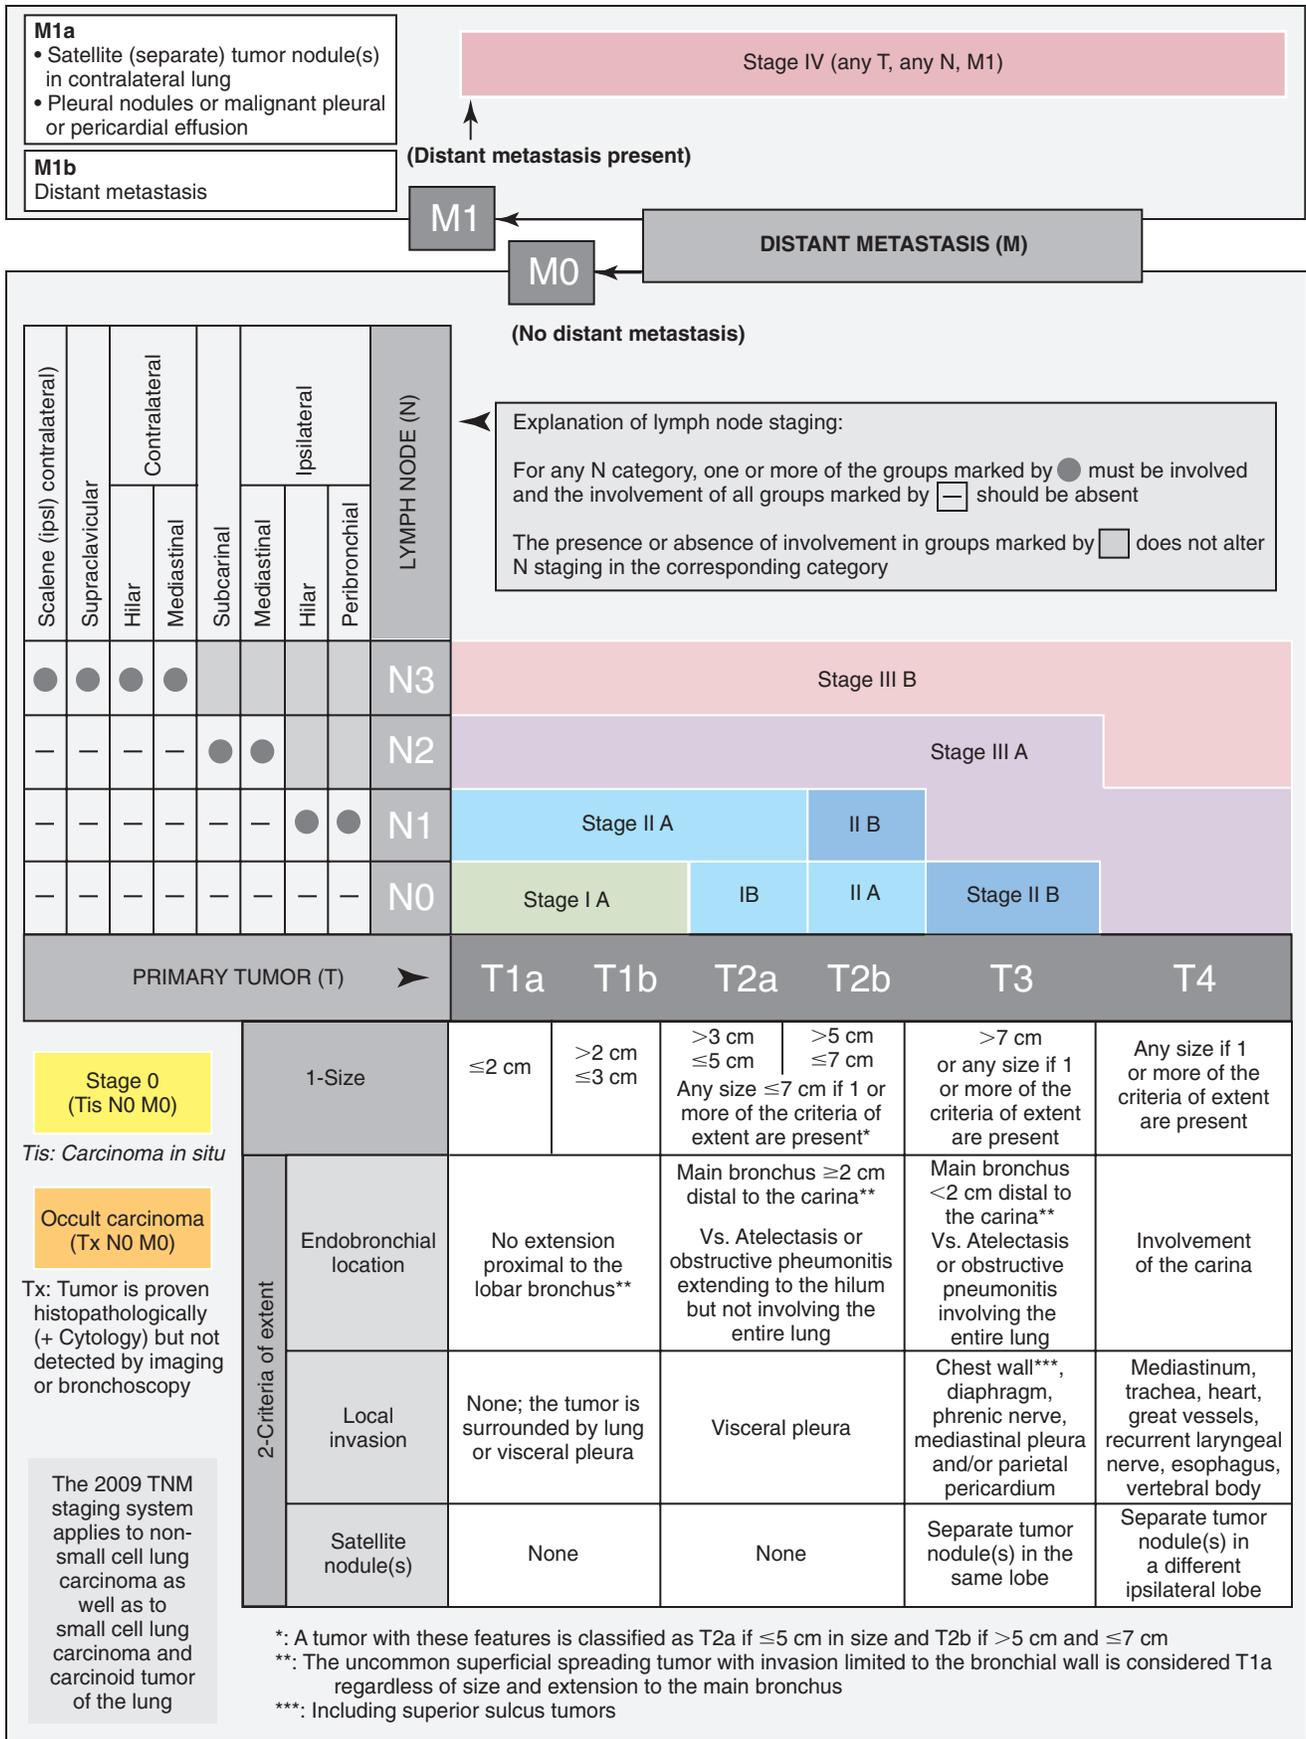 M1a
• Satellite (separate) tumor nodule(s)
in contralateral lung
• Pleural nodules or malignant pleural
or pericardial effusion
M1b
Distant metastasis
Stage IV (any T, any N, M1)
(Distant metastasis present)
M1
DISTANT METASTASIS (M)
M0
(No distant metastasis)
Scalene (ipsl) contralateral)
Supraclavicular
Contralateral
Hilar
Mediastinal
Subcarinal
Ipsilateral
Mediastinal
Hilar
Peribronchial
LYMPH NODE (N)
Explanation of lymph node staging:
For any N category, one or more of the groups marked by ● must be involved
and the involvement of all groups marked by – should be absent
The presence or absence of involvement in groups marked by □ does not alter
N staging in the corresponding category
● ● ● ● N3 Stage III B
– – – – ● ● N2 Stage III A
– – – – – – ● ● N1 Stage II A II B
– – – – – – – – N0 Stage I A IB II A Stage II B
PRIMARY TUMOR (T) T1a T1b T2a T2b T3 T4
Stage 0
(Tis N0 M0)
Tis: Carcinoma in situ
Occult carcinoma
(Tx N0 M0)
Tx: Tumor is proven
histopathologically
(+ Cytology) but not
detected by imaging
or bronchoscopy
The 2009 TNM
staging system
applies to non-
small cell lung
carcinoma as
well as to
small cell lung
carcinoma and
carcinoid tumor
of the lung
1-Size
≤2 cm
>2 cm
≤3 cm
>3 cm
≤5 cm
>5 cm
≤7 cm
Any size ≤7 cm if 1 or
more of the criteria of
extent are present*
>7 cm
or any size if 1
or more of the
criteria of extent
are present
Any size if 1
or more of the
criteria of extent
are present
2-Criteria of extent
Endobronchial
location
No extension
proximal to the
lobar bronchus**
Main bronchus ≥2 cm
distal to the carina**
Vs. Atelectasis or
obstructive pheumonitis
extending to the hilum
but not involving the
entire lung
Main bronchus
<2 cm distal to
the carina**
Vs. Atelectasis
or obstructive
pneumonitis
involving the
entire lung
Involvement
of the carina
Local
invasion
None; the tumor is
surrounded by lung
or visceral pleura
Visceral pleura
Chest wall***,
diaphragm,
phrenic nerve,
mediastinal pleura
and/or parietal
pericardium
Mediastinum,
trachea, heart,
great vessels,
recurrent laryngeal
nerve, esophagus,
vertebral body
Satellite
nodule(s)
None
None
Separate tumor
nodule(s) in the
same lobe
Separate tumor
nodule(s) in
a different
ipsilateral lobe
*: A tumor with these features is classified as T2a if ≤5 cm in size and T2b if >5 cm and ≤7 cm
**: The uncommon superficial spreading tumor with invasion limited to the bronchial wall is considered T1a
regardless of size and extension to the main bronchus
***: Including superior sulcus tumors